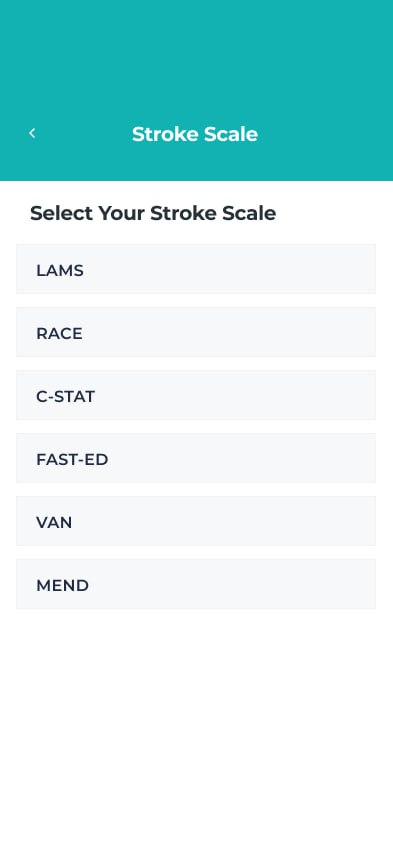 Stroke Scale
Select Your Stroke Scale
LAMS
RACE
C-STAT
FAST-ED
VAN
MEND